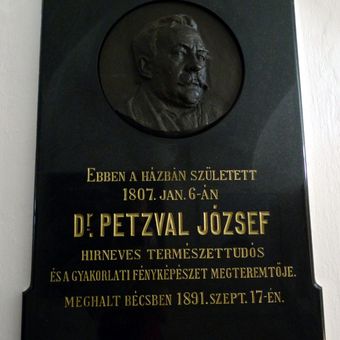 EBBEN A HÁZBAN SZÜLETETT
1807. JAN. 6-ÁN
DR. PETZVAL JÓZSEF
HIRNEVES TERMÉSZETTUDÓS
ÉS A GYAKORLATI FÉNYKÉPÉSZET MEGTEREMTŐJE.
MEGHALT BÉCSBEN 1891. SZEPT. 17-ÉN.